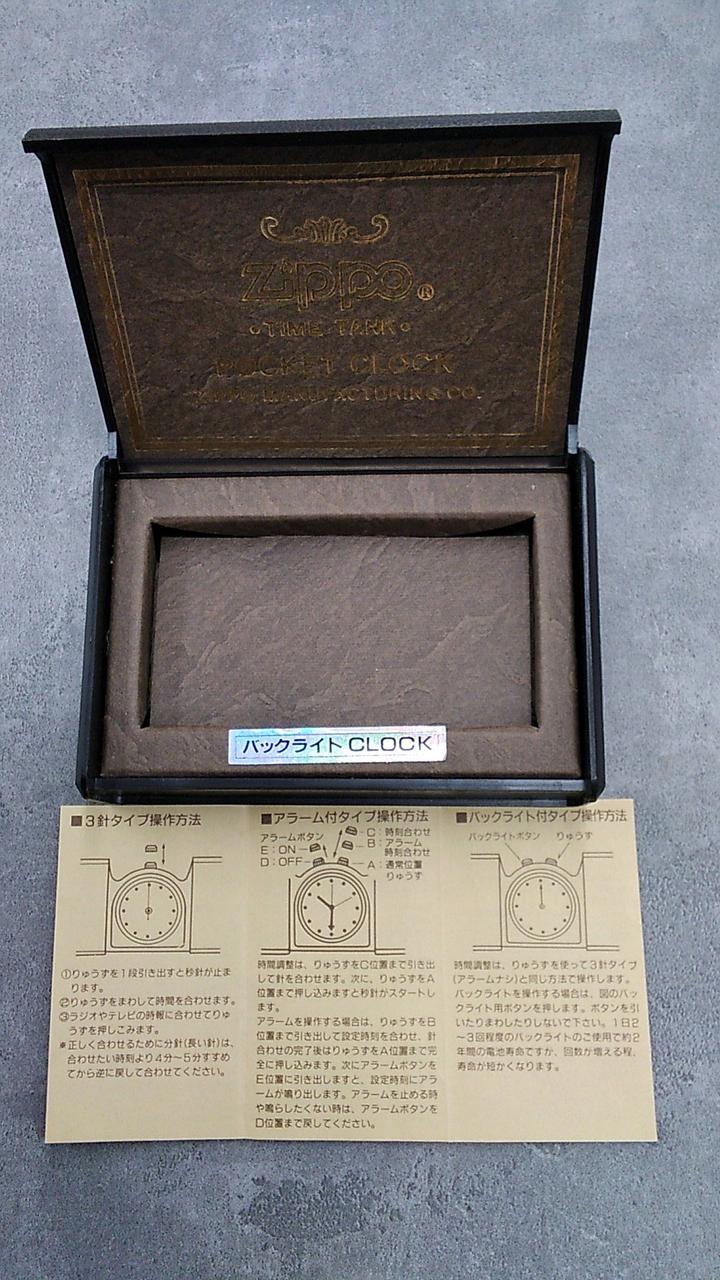 Zippo®
TIME TANK
POCKET CLOCK
ZIPPO MANUFACTURING CO.
バックライト CLOCK
■3針タイプ操作方法
①りゅうずを1段引き出すと秒針が止まります。
②りゅうずをまわして時間を合わせます。
③ラジオやテレビの時報に合わせてりゅうずを押しこみます。
※正しく合わせるために分針(長い針)は、
合わせたい時刻より4分～5分すすめ
てから逆に戻して合わせてください。
■アラーム付タイプ操作方法
アラームボタン
E：ON
D：OFF
C：時刻合わせ
B：アラーム
時刻合わせ
A：通常位置
りゅうず
時間調整は、りゅうずをC位置まで引き出
して針を合わせます。次に、りゅうずをA
位置まで押し込みますと秒針がスタートし
ます。
アラームを操作する場合は、りゅうずをB
位置まで引き出して設定時刻を合わせ、針
合わせの完了後はりゅうずをA位置まで完
全に押し込みます。次にアラームボタンを
E位置に引き出しますと、設定時刻にアラ
ームが鳴り出します。アラームを止める時
や鳴らしたくない時は、アラームボタンを
D位置まで戻してください。
■バックライト付タイプ操作方法
バックライトボタン
りゅうず
時間調整は、りゅうずを使って3針タイプ
(アラームナシ)と同じ方法で操作します。
バックライトを操作する場合は、図のバッ
クライト用ボタンを押します。ボタンを引
いたりまわしたりしないで下さい。1日2
～3回程度のバックライトのご使用で約2
年間の電池寿命ですが、回数が増える程、
寿命が短かくなります。